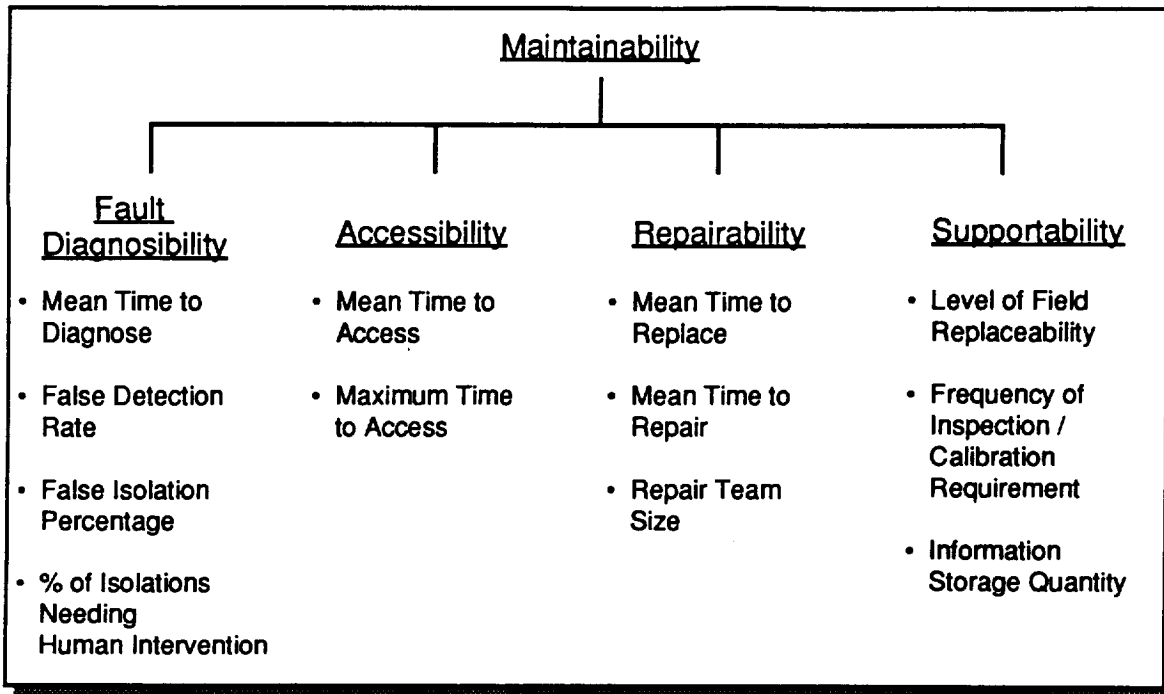 Maintainability
Fault
Diagnosibility
• Mean Time to
Diagnose
• False Detection
Rate
• False Isolation
Percentage
• % of Isolations
Needing
Human Intervention
Accessibility
• Mean Time to
Access
• Maximum Time
to Access
Repairability
• Mean Time to
Replace
• Mean Time to
Repair
• Repair Team
Size
Supportability
• Level of Field
Replaceability
• Frequency of
Inspection /
Calibration
Requirement
• Information
Storage Quantity